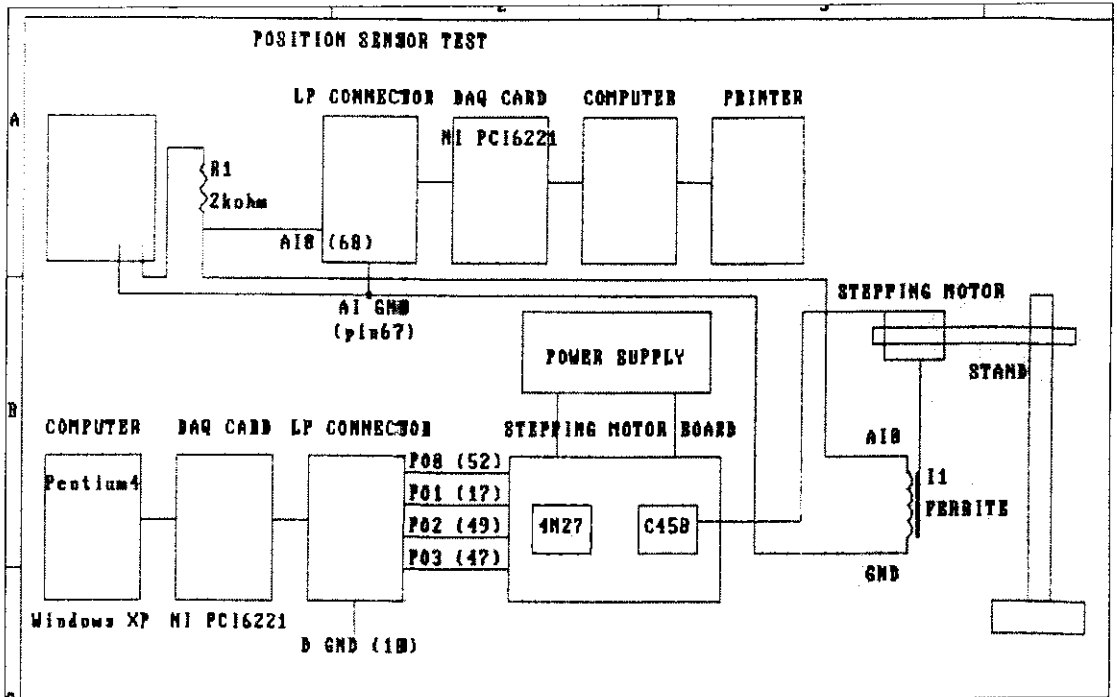 POSITION SENSOR TEST
LP CONNECTOR
DAQ CARD
COMPUTER
PRINTER
A
NI PCI6221
R1
2kohm
AI0 (68)
AI GND
(pin67)
STEPPING MOTOR
POWER SUPPLY
STAND
B
COMPUTER
DAQ CARD
LP CONNECTOR
STEPPING MOTOR BOARD
AI0
P00 (52)
Pentium4
I1
P01 (17)
FERRITE
4N27
C458
P02 (49)
P03 (47)
GND
Windows XP
NI PCI6221
D GND (18)